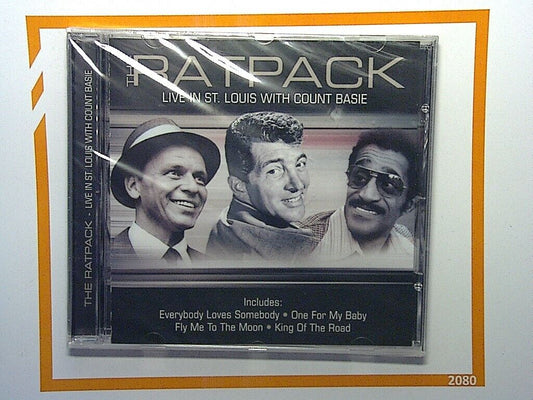 THE RATPACK
LIVE IN ST. LOUIS WITH COUNT BASIE
THE RATPACK - LIVE IN ST. LOUIS WITH COUNT BASIE
Includes:
Everybody Loves Somebody • One For My Baby
Fly Me To The Moon • King Of The Road
2080